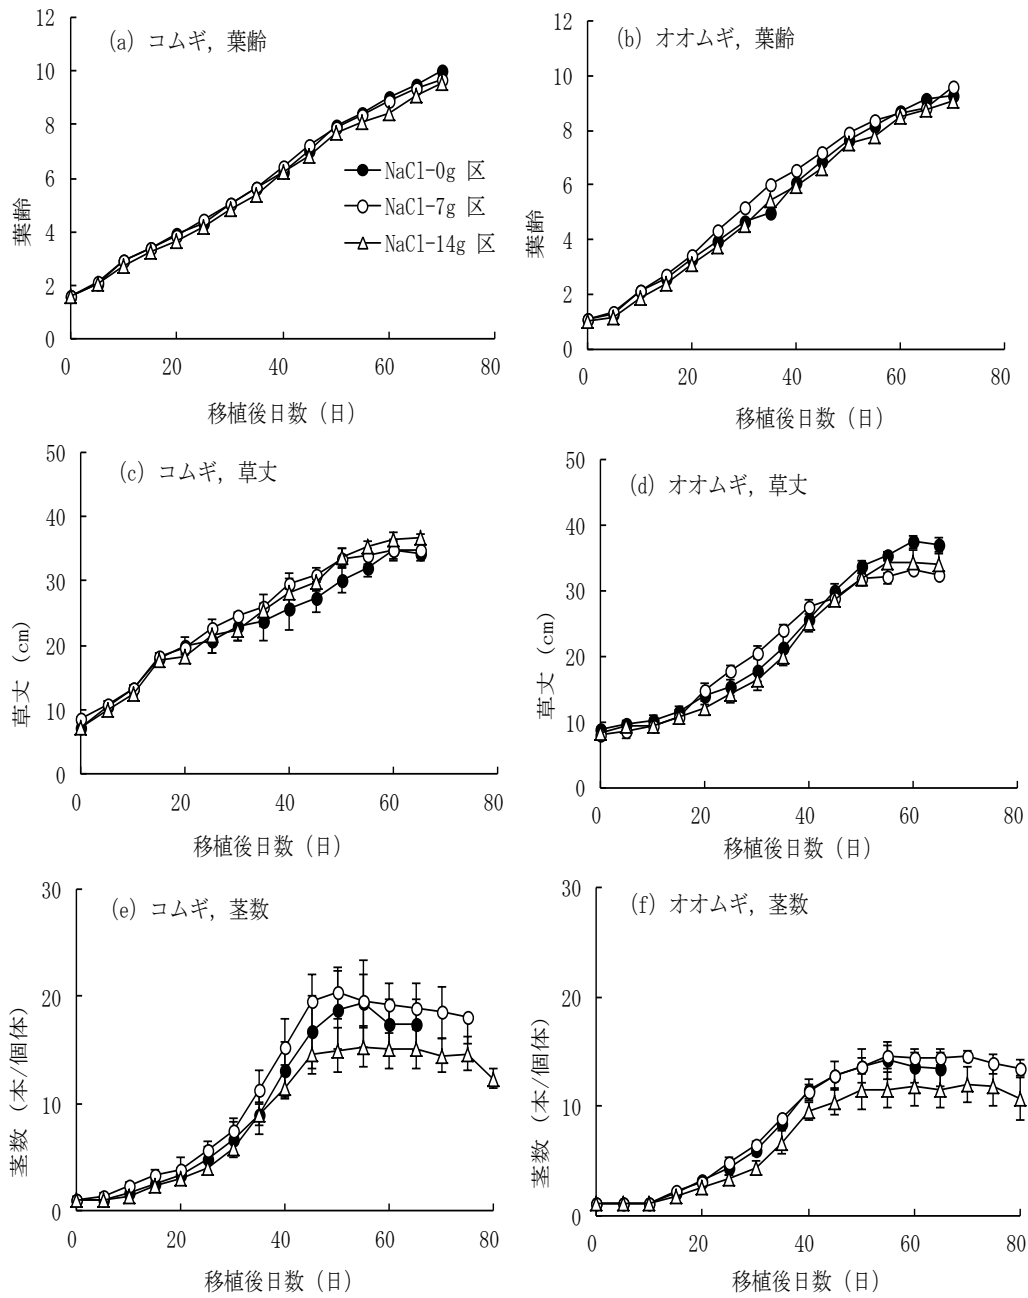 (a) コムギ, 葉齢
12
10
8
6
4
2
0
葉齢
NaCl-0g 区
NaCl-7g 区
NaCl-14g 区
0 20 40 60 80
移植後日数 (日)
(b) オオムギ, 葉齢
12
10
8
6
4
2
0
葉齢
0 20 40 60 80
移植後日数 (日)
(c) コムギ, 草丈
50
40
30
20
10
0
草丈 (cm)
0 20 40 60 80
移植後日数 (日)
(d) オオムギ, 草丈
50
40
30
20
10
0
草丈 (cm)
0 20 40 60 80
移植後日数 (日)
(e) コムギ, 茎数
30
20
10
0
茎数 (本/個体)
0 20 40 60 80
移植後日数 (日)
(f) オオムギ, 茎数
30
20
10
0
茎数 (本/個体)
0 20 40 60 80
移植後日数 (日)